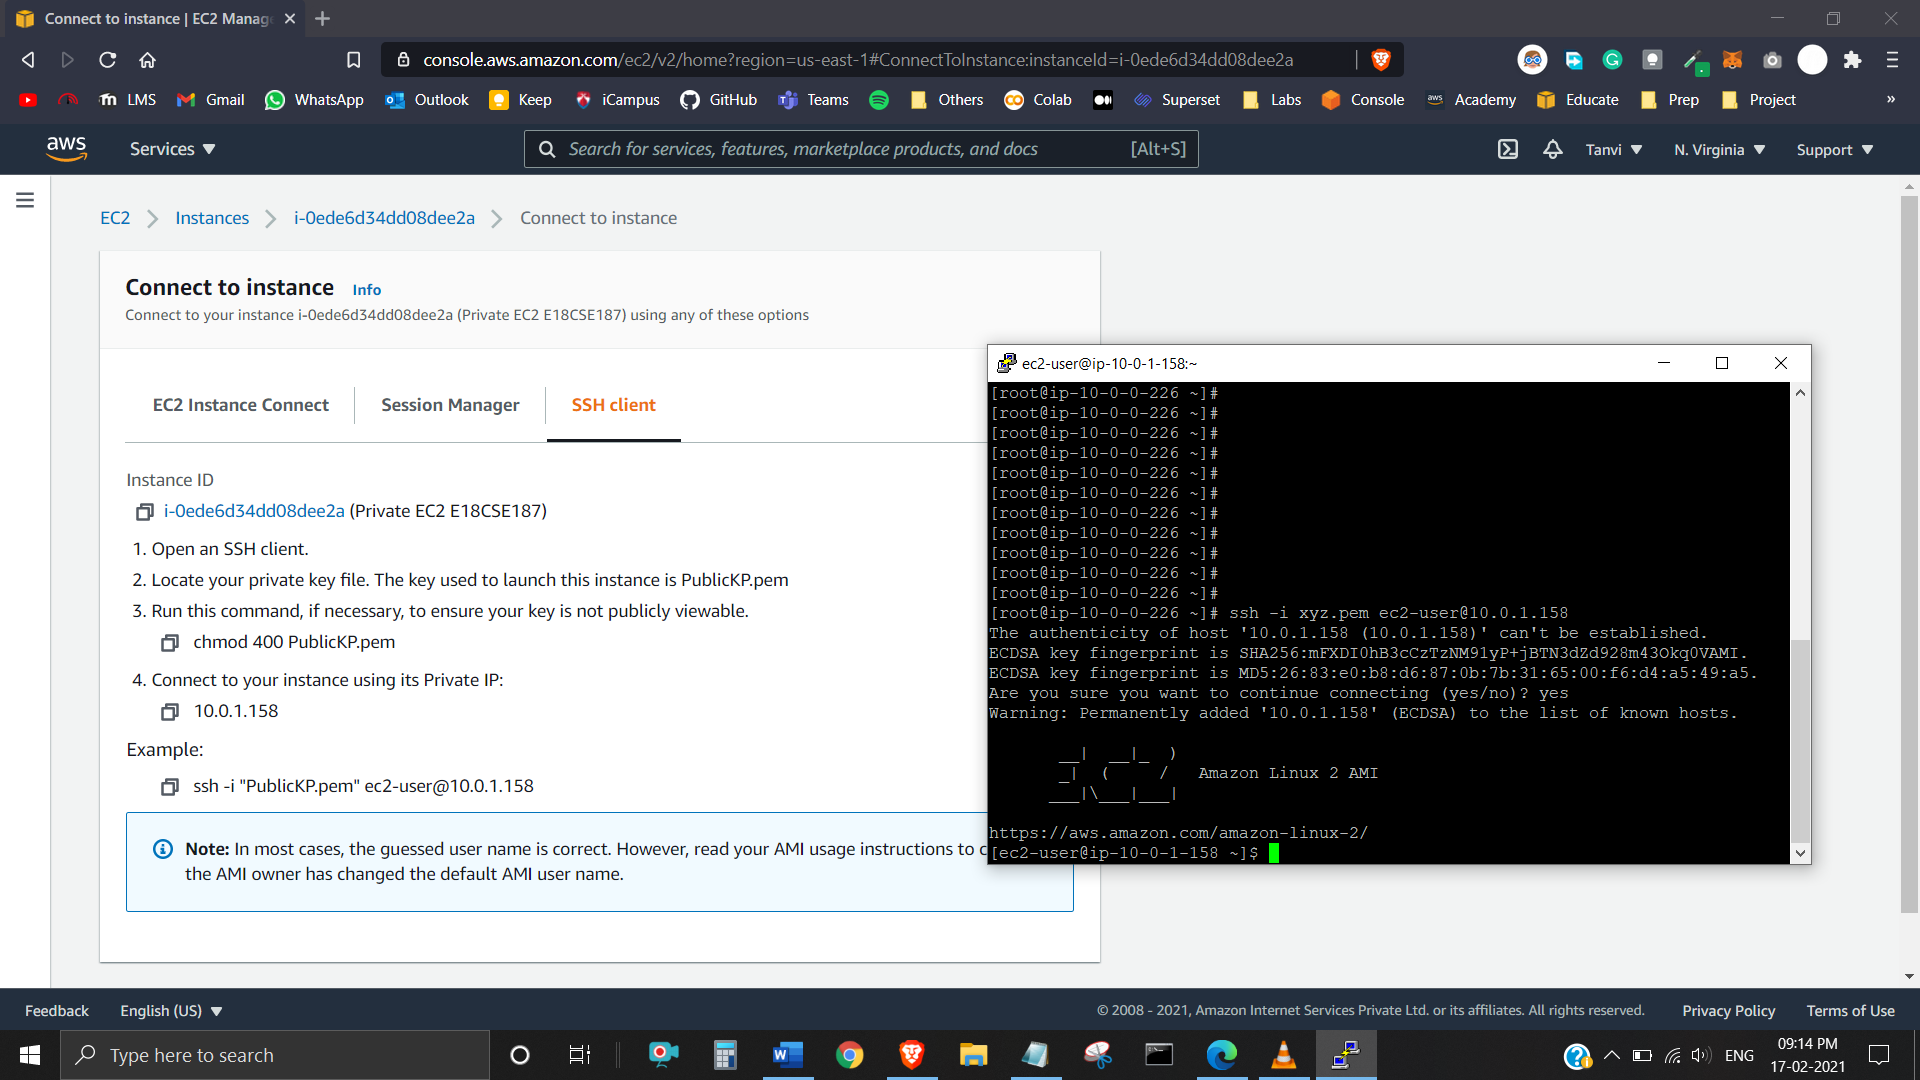 Connect to instance | EC2 Manag
console.aws.amazon.com/ec2/v2/home?region=us-east-1#ConnectToInstance:instanceId=i-0ede6d34dd08dee2a
LMS Gmail WhatsApp Outlook Keep iCampus GitHub Teams Others Colab Superset Labs Console aws Academy Educate Prep Project »
aws Services Search for services, features, marketplace products, and docs [Alt+S] Tanvi N. Virginia Support
EC2 Instances i-0ede6d34dd08dee2a Connect to instance
Connect to instance Info
Connect to your instance i-0ede6d34dd08dee2a (Private EC2 E18CSE187) using any of these options
EC2 Instance Connect Session Manager SSH client
Instance ID
i-0ede6d34dd08dee2a (Private EC2 E18CSE187)
1. Open an SSH client.
2. Locate your private key file. The key used to launch this instance is PublicKP.pem
3. Run this command, if necessary, to ensure your key is not publicly viewable.
chmod 400 PublicKP.pem
4. Connect to your instance using its Private IP:
10.0.1.158
Example:
ssh -i "PublicKP.pem" ec2-user@10.0.1.158
Note: In most cases, the guessed user name is correct. However, read your AMI usage instructions to c
the AMI owner has changed the default AMI user name.
ec2-user@ip-10-0-1-158:~
[root@ip-10-0-0-226 ~]#
[root@ip-10-0-0-226 ~]#
[root@ip-10-0-0-226 ~]#
[root@ip-10-0-0-226 ~]#
[root@ip-10-0-0-226 ~]#
[root@ip-10-0-0-226 ~]#
[root@ip-10-0-0-226 ~]#
[root@ip-10-0-0-226 ~]#
[root@ip-10-0-0-226 ~]#
[root@ip-10-0-0-226 ~]#
[root@ip-10-0-0-226 ~]#
[root@ip-10-0-0-226 ~]# ssh -i xyz.pem ec2-user@10.0.1.158
The authenticity of host '10.0.1.158 (10.0.1.158)' can't be established.
ECDSA key fingerprint is SHA256:mFXDI0hB3cCzTzNM91yP+jBTN3dZd928m43Okq0VAMI.
ECDSA key fingerprint is MD5:26:83:e0:b8:d6:87:0b:7b:31:65:00:f6:d4:a5:49:a5.
Are you sure you want to continue connecting (yes/no)? yes
Warning: Permanently added '10.0.1.158' (ECDSA) to the list of known hosts.
       __|  __|_  )
       _|  (     /   Amazon Linux 2 AMI
      ___|\___|___|
https://aws.amazon.com/amazon-linux-2/
[ec2-user@ip-10-0-1-158 ~]$
Feedback English (US) © 2008 - 2021, Amazon Internet Services Private Ltd. or its affiliates. All rights reserved. Privacy Policy Terms of Use
Type here to search
ENG
09:14 PM
17-02-2021